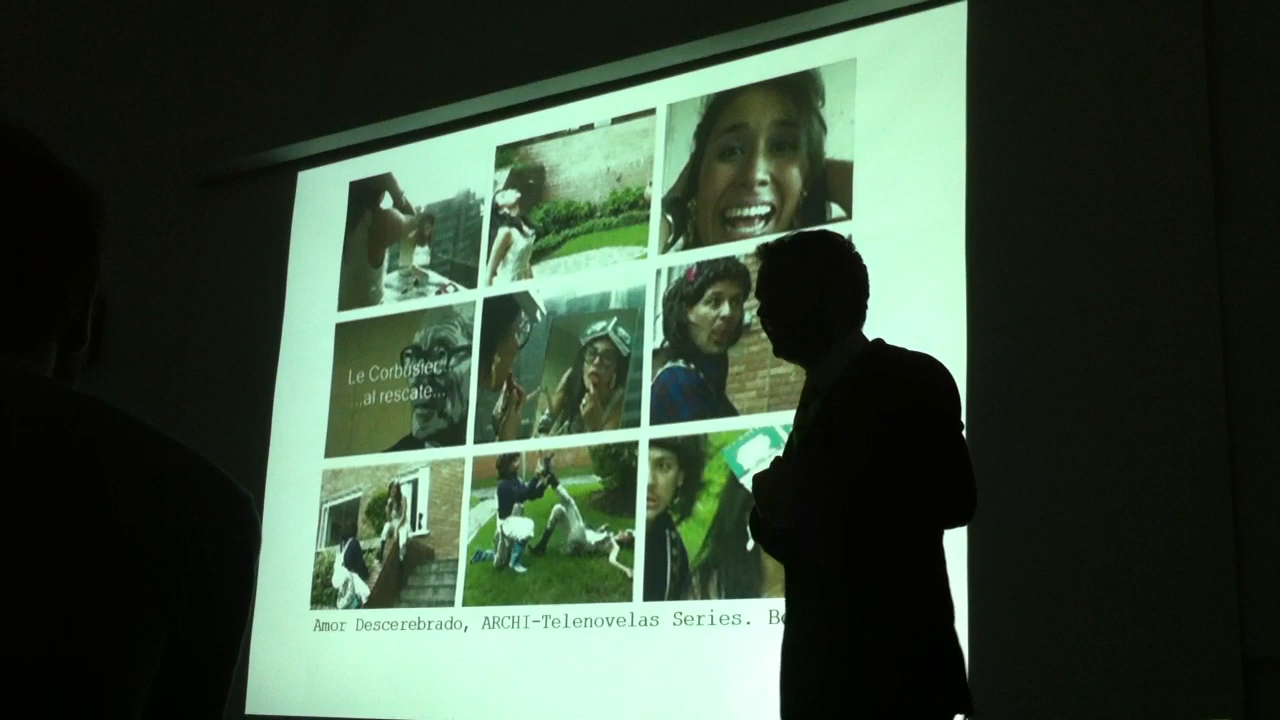 Le Corbusier...
...al rescate...
Amor Descerebrado, ARCHI-Telenovelas Series.